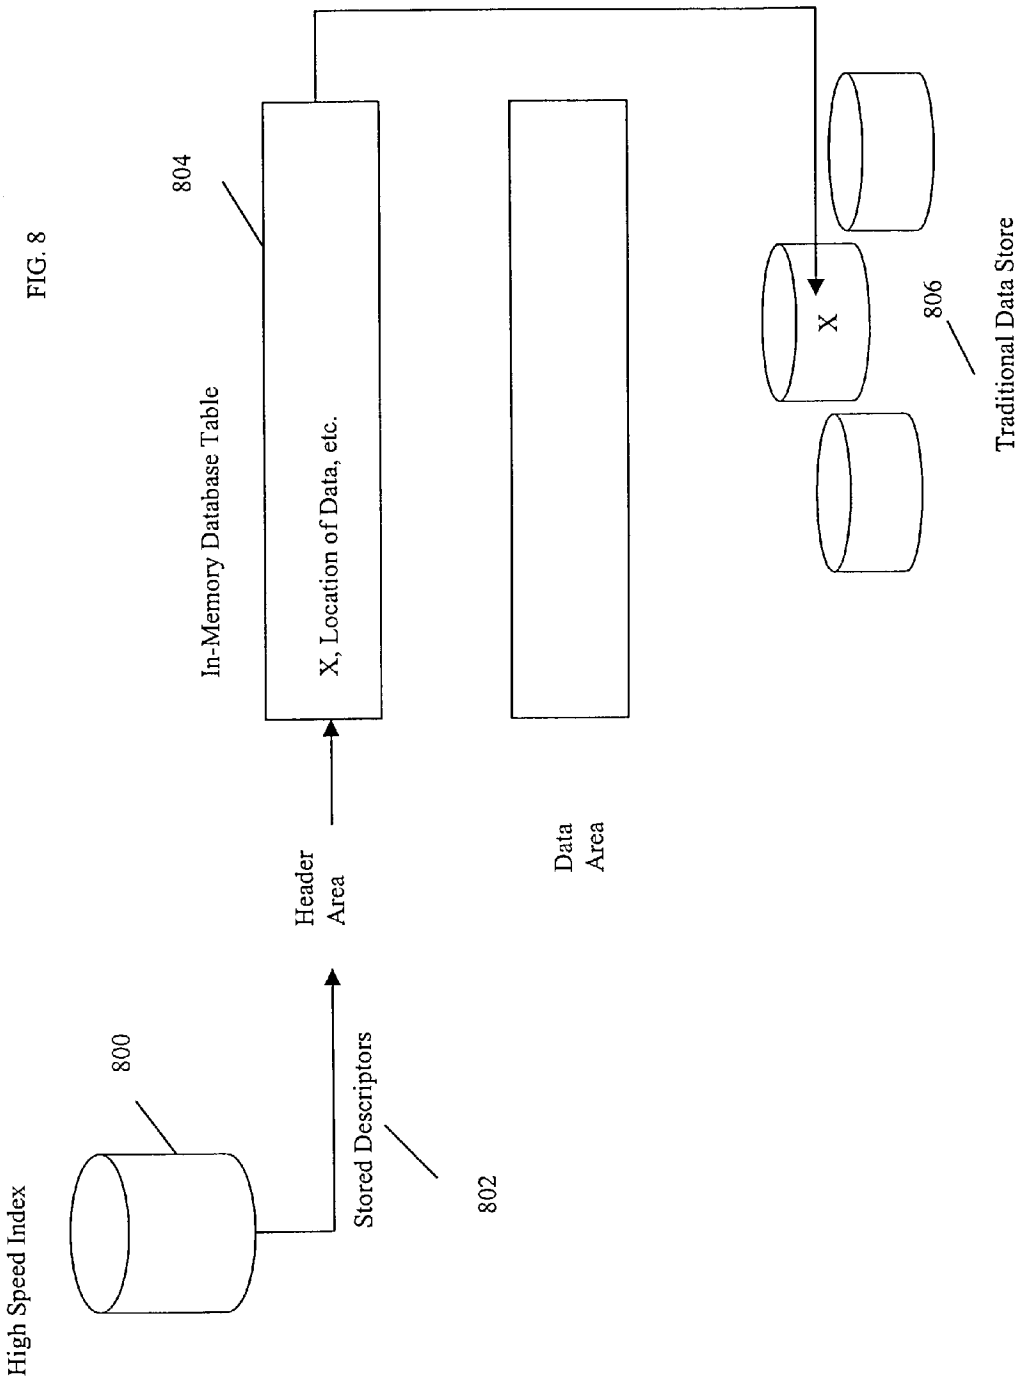 FIG. 8
High Speed Index
800
Stored Descriptors
802
In-Memory Database Table
804
Header
Area
X, Location of Data, etc.
Data
Area
X
806
Traditional Data Store